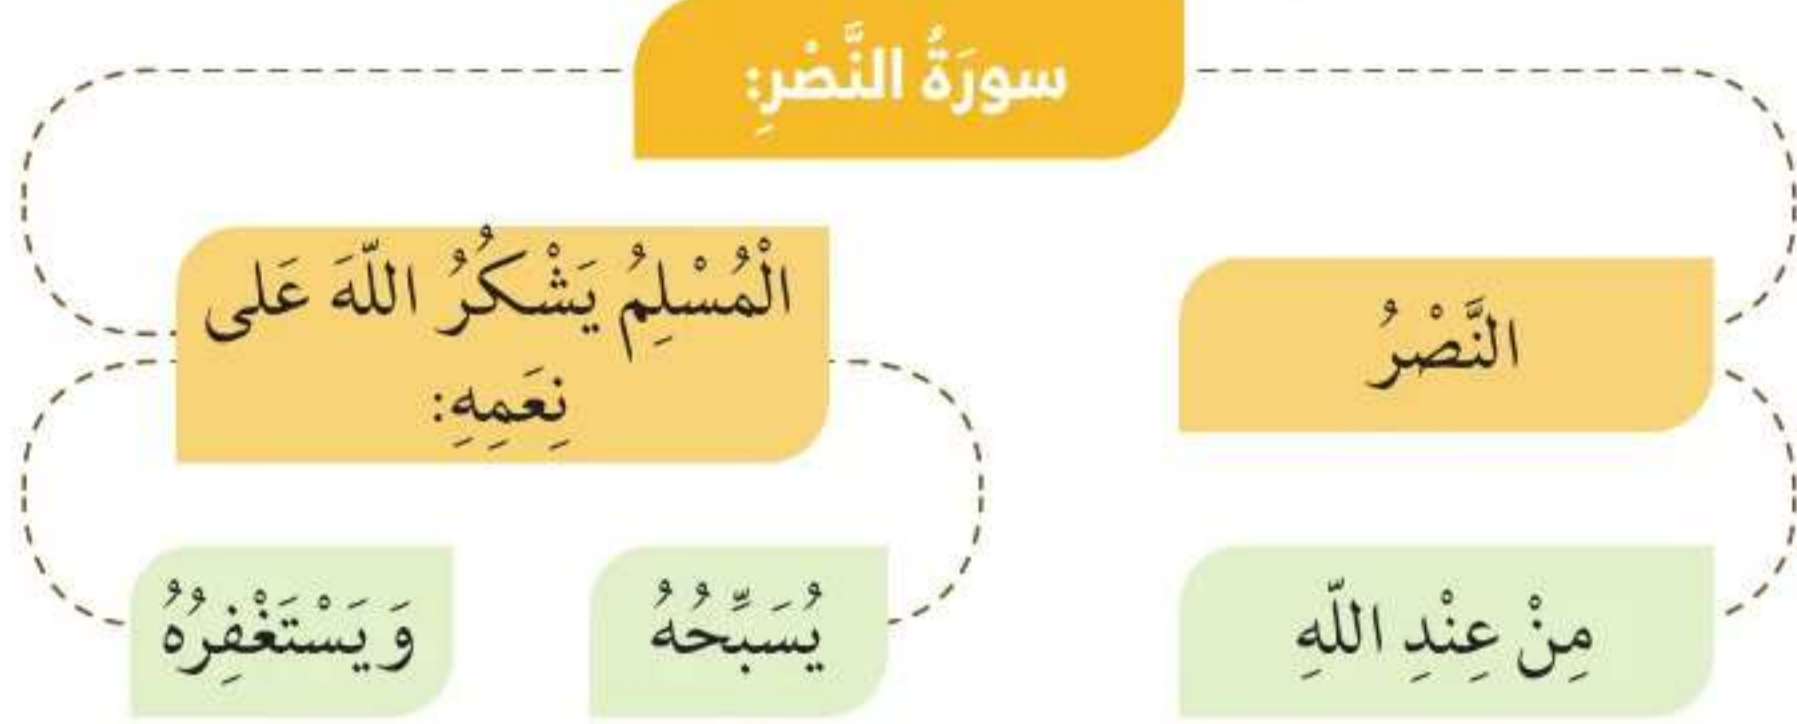 سورَةُ النَّصْرِ:
النَّصْرُ
مِنْ عِنْدِ اللّهِ
الْمُسْلِمُ يَشْكُرُ اللّهَ عَلى
نِعَمِهِ:
يُسَبِّحُهُ
وَيَسْتَغْفِرُهُ